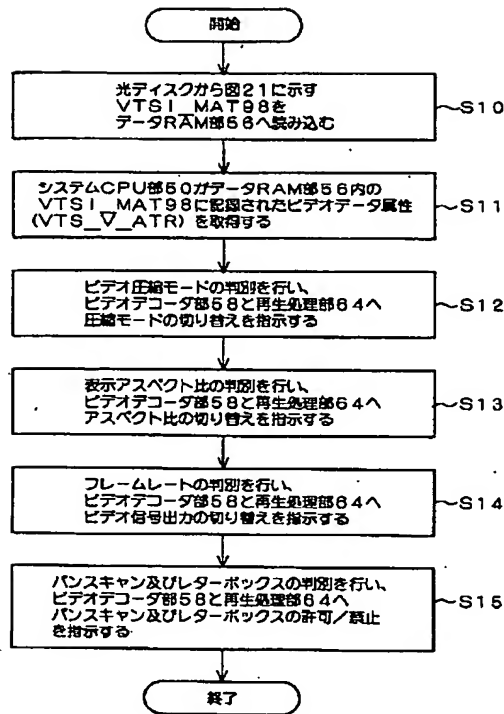 開始
光ディスクから図21に示す
VTSI_MAT98を
データRAM部56へ読み込む
~S10
システムCPU部50がデータRAM部56内の
VTSI_MAT98に記録されたビデオデータ属性
(VTS_▽_ATR)を取得する
~S11
ビデオ圧縮モードの判別を行い、
ビデオデコーダ部58と再生処理部64へ
圧縮モードの切り替えを指示する
~S12
表示アスペクト比の判別を行い、
ビデオデコーダ部58と再生処理部64へ
アスペクト比の切り替えを指示する
~S13
フレームレートの判別を行い、
ビデオデコーダ部58と再生処理部64へ
ビデオ信号出力の切り替えを指示する
~S14
パンスキャン及びレターボックスの判別を行い、
ビデオデコーダ部58と再生処理部64へ
パンスキャン及びレターボックスの許可/禁止
を指示する
~S15
終了